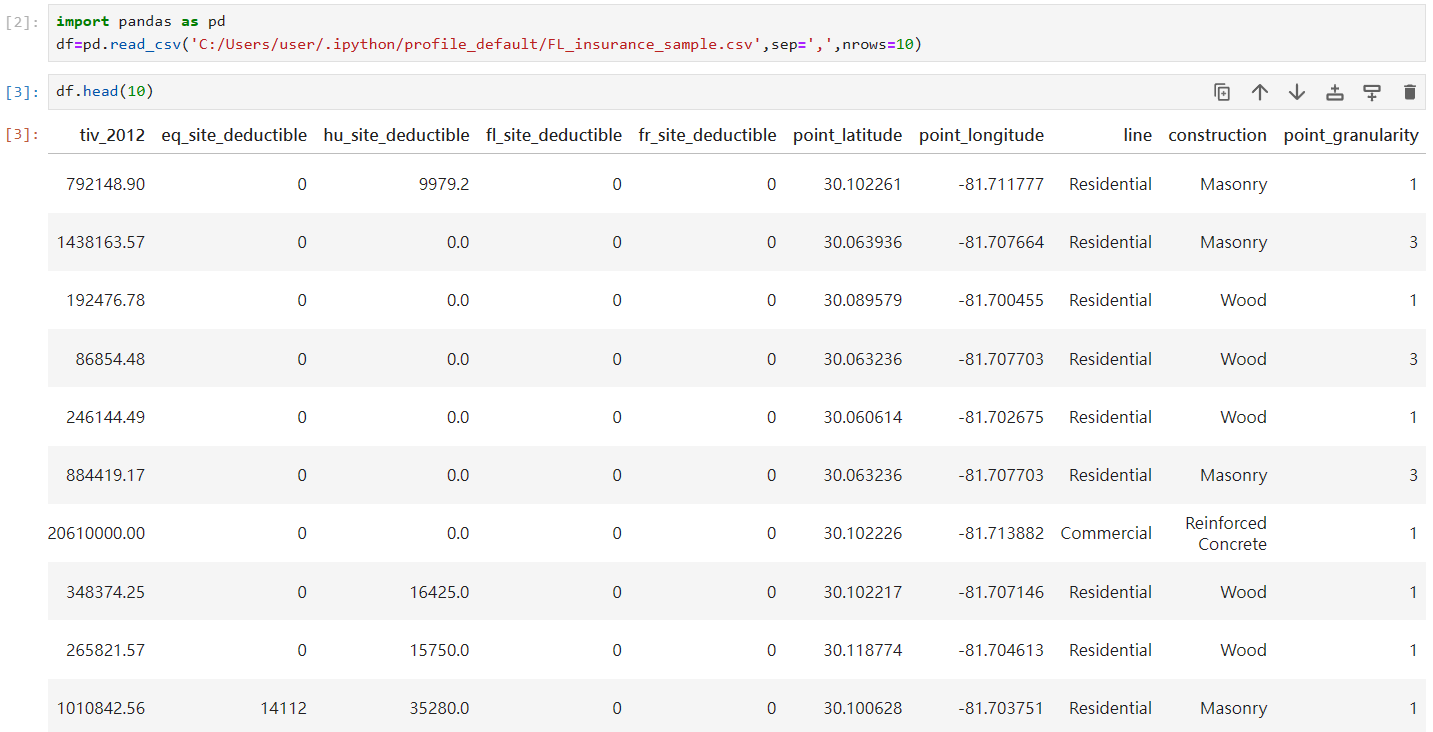 [2]: import pandas as pd
df=pd.read_csv('C:/Users/user/.ipython/profile_default/FL_insurance_sample.csv',sep=',',nrows=10)
[3]: df.head(10)
[3]: tiv_2012 eq_site_deductible hu_site_deductible fl_site_deductible fr_site_deductible point_latitude point_longitude line construction point_granularity
792148.90 0 9979.2 0 0 30.102261 -81.711777 Residential Masonry 1
1438163.57 0 0.0 0 0 30.063936 -81.707664 Residential Masonry 3
192476.78 0 0.0 0 0 30.089579 -81.700455 Residential Wood 1
86854.48 0 0.0 0 0 30.063236 -81.707703 Residential Wood 3
246144.49 0 0.0 0 0 30.060614 -81.702675 Residential Wood 1
884419.17 0 0.0 0 0 30.063236 -81.707703 Residential Masonry 3
20610000.00 0 0.0 0 0 30.102226 -81.713882 Commercial Reinforced
Concrete 1
348374.25 0 16425.0 0 0 30.102217 -81.707146 Residential Wood 1
265821.57 0 15750.0 0 0 30.118774 -81.704613 Residential Wood 1
1010842.56 14112 35280.0 0 0 30.100628 -81.703751 Residential Masonry 1